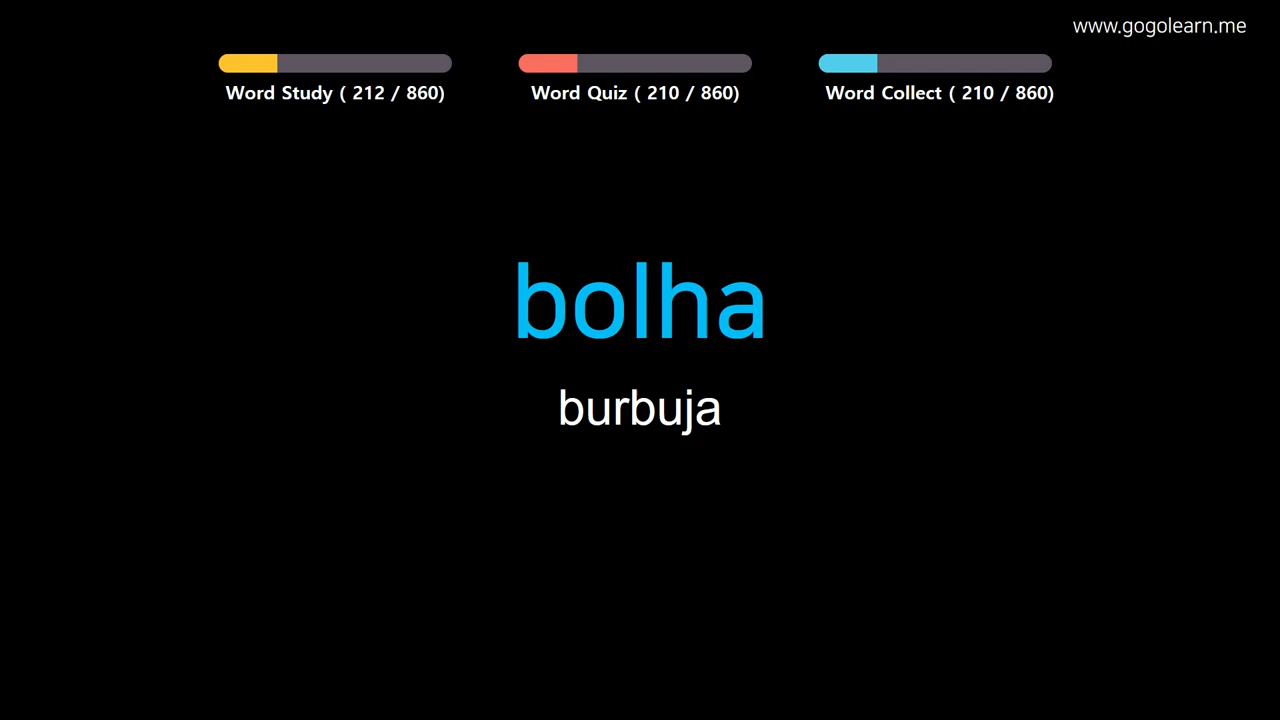 www.gogolearn.me
Word Study ( 212 / 860)
Word Quiz ( 210 / 860)
Word Collect ( 210 / 860)
bolha
burbuja